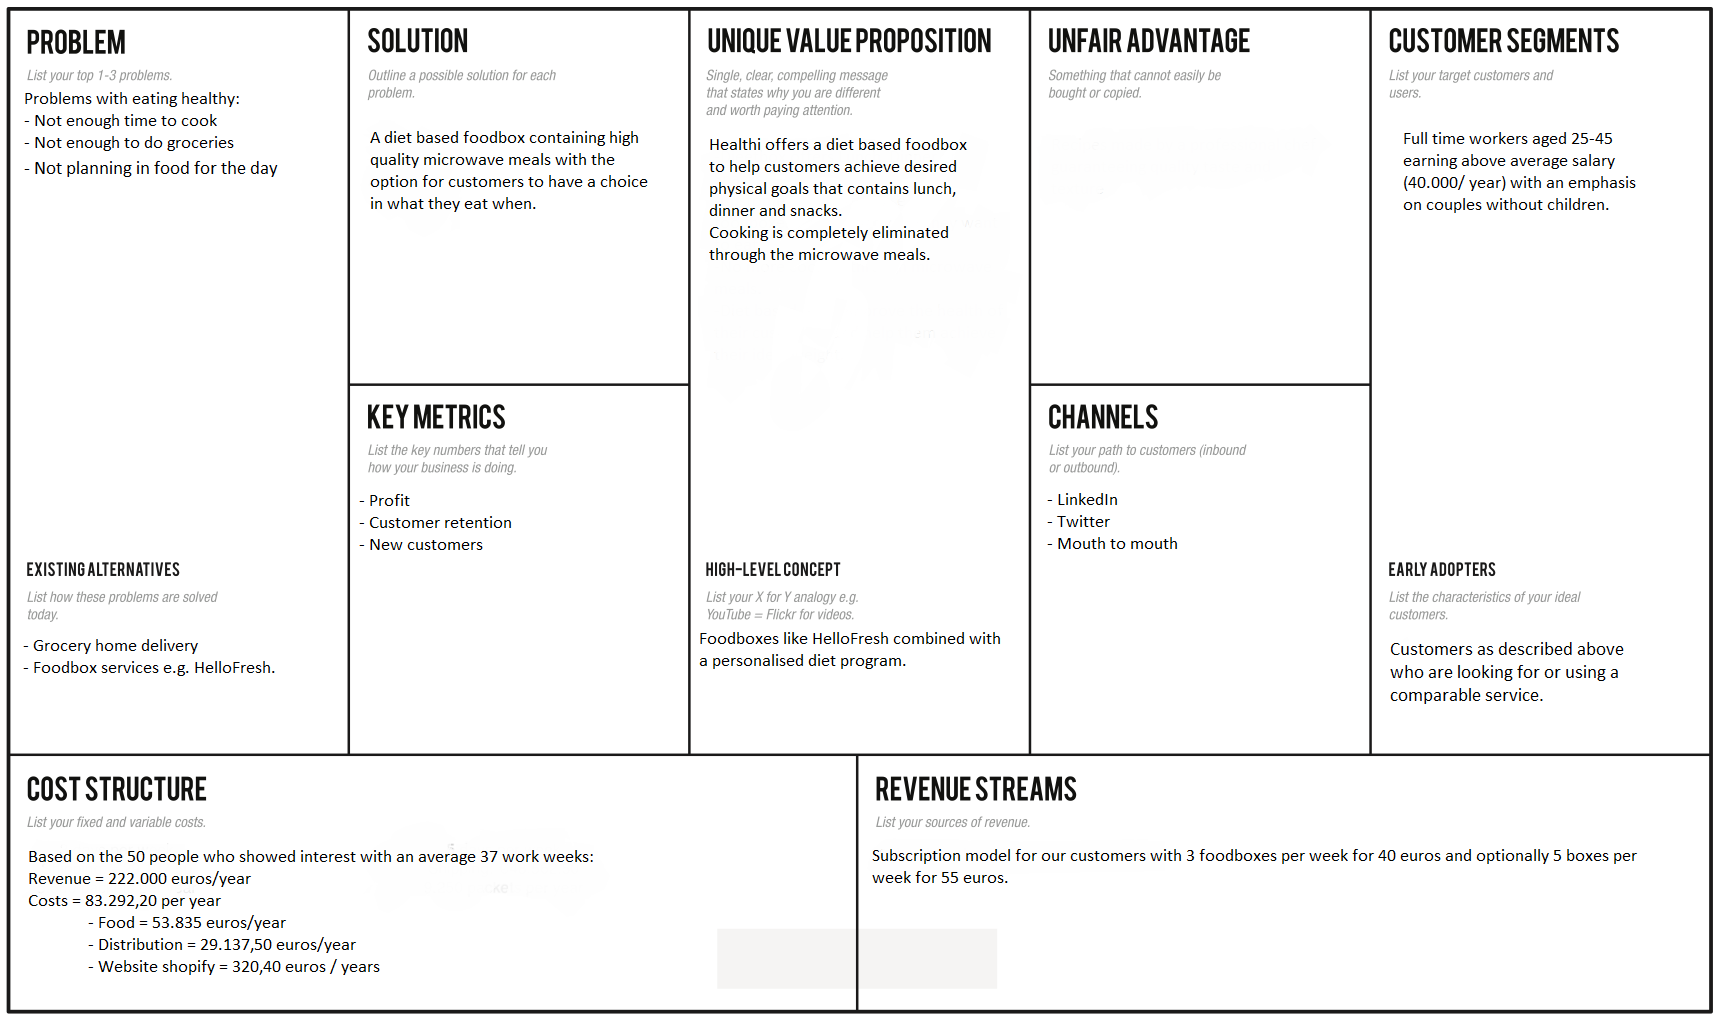 PROBLEM
List your top 1-3 problems.
Problems with eating healthy:
- Not enough time to cook
- Not enough to do groceries
- Not planning in food for the day
EXISTING ALTERNATIVES
List how these problems are solved
today.
- Grocery home delivery
- Foodbox services e.g. HelloFresh.
SOLUTION
Outline a possible solution for each
problem.
A diet based foodbox containing high
quality microwave meals with the
option for customers to have a choice
in what they eat when.
KEY METRICS
List the key numbers that tell you
how your business is doing.
- Profit
- Customer retention
- New customers
UNIQUE VALUE PROPOSITION
Single, clear, compelling message
that states why you are different
and worth paying attention.
Healthi offers a diet based foodbox
to help customers achieve desired
physical goals that contains lunch,
dinner and snacks.
Cooking is completely eliminated
through the microwave meals.
HIGH-LEVEL CONCEPT
List your X for Y analogy e.g.
YouTube = Flickr for videos.
Foodboxes like HelloFresh combined with
a personalised diet program.
UNFAIR ADVANTAGE
Something that cannot easily be
bought or copied.
CHANNELS
List your path to customers (inbound
or outbound).
- LinkedIn
- Twitter
- Mouth to mouth
CUSTOMER SEGMENTS
List your target customers and
users.
Full time workers aged 25-45
earning above average salary
(40.000/ year) with an emphasis
on couples without children.
EARLY ADOPTERS
List the characteristics of your ideal
customers.
Customers as described above
who are looking for or using a
comparable service.
COST STRUCTURE
List your fixed and variable costs.
Based on the 50 people who showed interest with an average 37 work weeks:
Revenue = 222.000 euros/year
Costs = 83.292,20 per year
- Food = 53.835 euros/year
- Distribution = 29.137,50 euros/year
- Website shopify = 320,40 euros / years
REVENUE STREAMS
List your sources of revenue.
Subscription model for our customers with 3 foodboxes per week for 40 euros and optionally 5 boxes per
week for 55 euros.